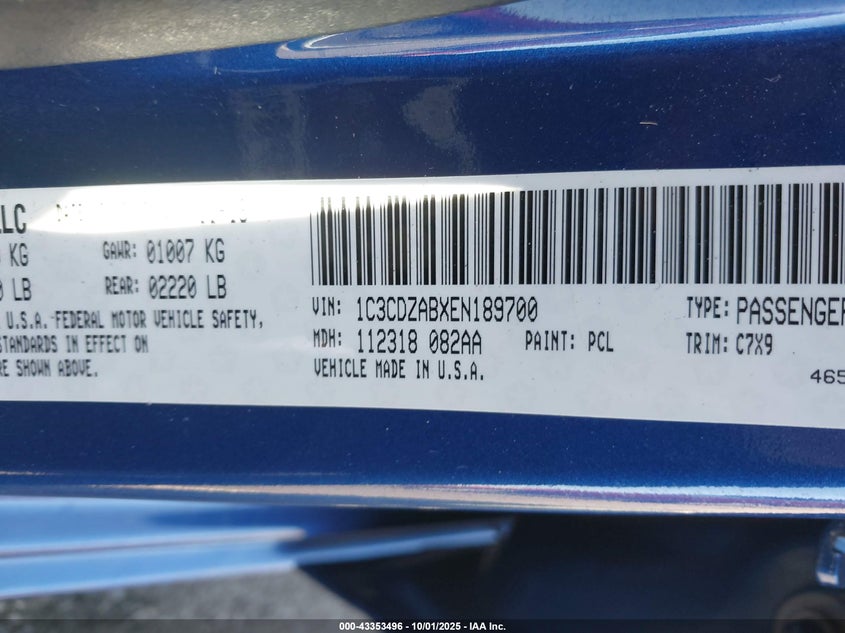 LLC
KG GAWR: 01007 KG
0 LB REAR: 02220 LB
U.S.A. FEDERAL MOTOR VEHICLE SAFETY,
STANDARDS IN EFFECT ON
RE SHOWN ABOVE.
VIN: 1C3CDZABXEN189700 TYPE: PASSENGER
MDH: 112318 082AA PAINT: PCL TRIM: C7X9
VEHICLE MADE IN U.S.A.
465
000-43353496 - 10/01/2025 - IAA Inc.